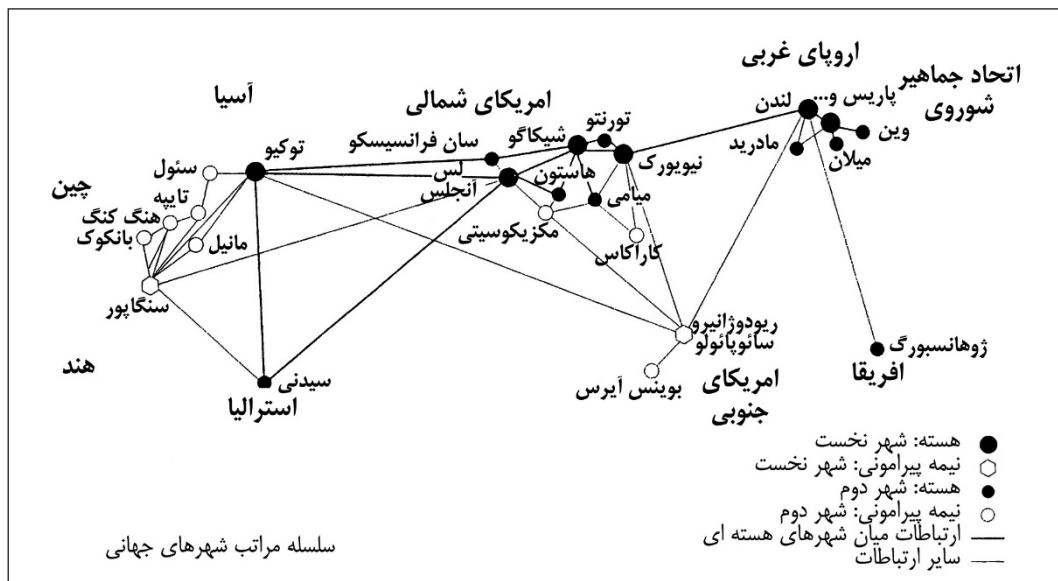 اروپای غربی
اتحاد جماهیر
شوروی
آسیا
امریکای شمالی
پاریس و...
لندن
تورنتو
شیکاگو
سان فرانسیسکو
توکیو
وین
میلان
مادرید
نیویورک
هاستون
لس
آنجلس
سئول
چین
تایپه
هنگ کنگ
بانکوک
مانیل
میامی
مکزیکوسیتی
کاراکاس
سنگاپور
ریودوژانیرو
سائوپائولو
ژوهانسبورگ
هند
سیدنی
افریقا
استرالیا
بوینس آیرس
امریکای
جنوبی
هسته: شهر نخست
نیمه پیرامونی: شهر نخست
هسته: شهر دوم
نیمه پیرامونی: شهر دوم
ارتباطات میان شهرهای هسته ای
سایر ارتباطات
سلسله مراتب شهرهای جهانی